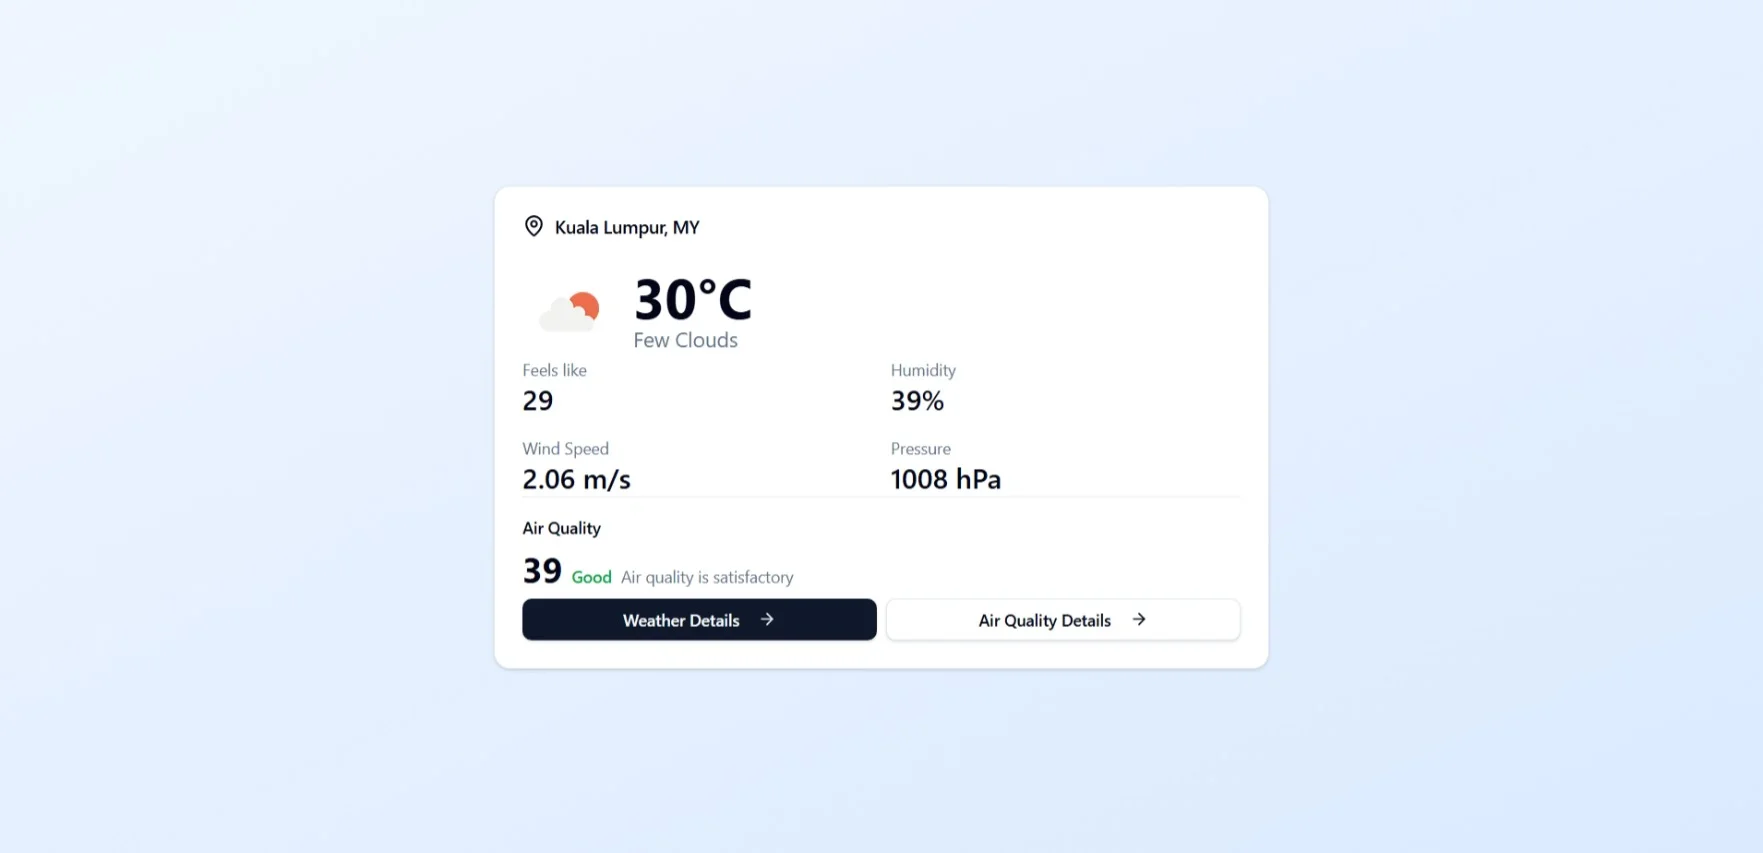 Kuala Lumpur, MY
30°C
Few Clouds
Feels like
29
Humidity
39%
Wind Speed
2.06 m/s
Pressure
1008 hPa
Air Quality
39 Good Air quality is satisfactory
Weather Details →
Air Quality Details →